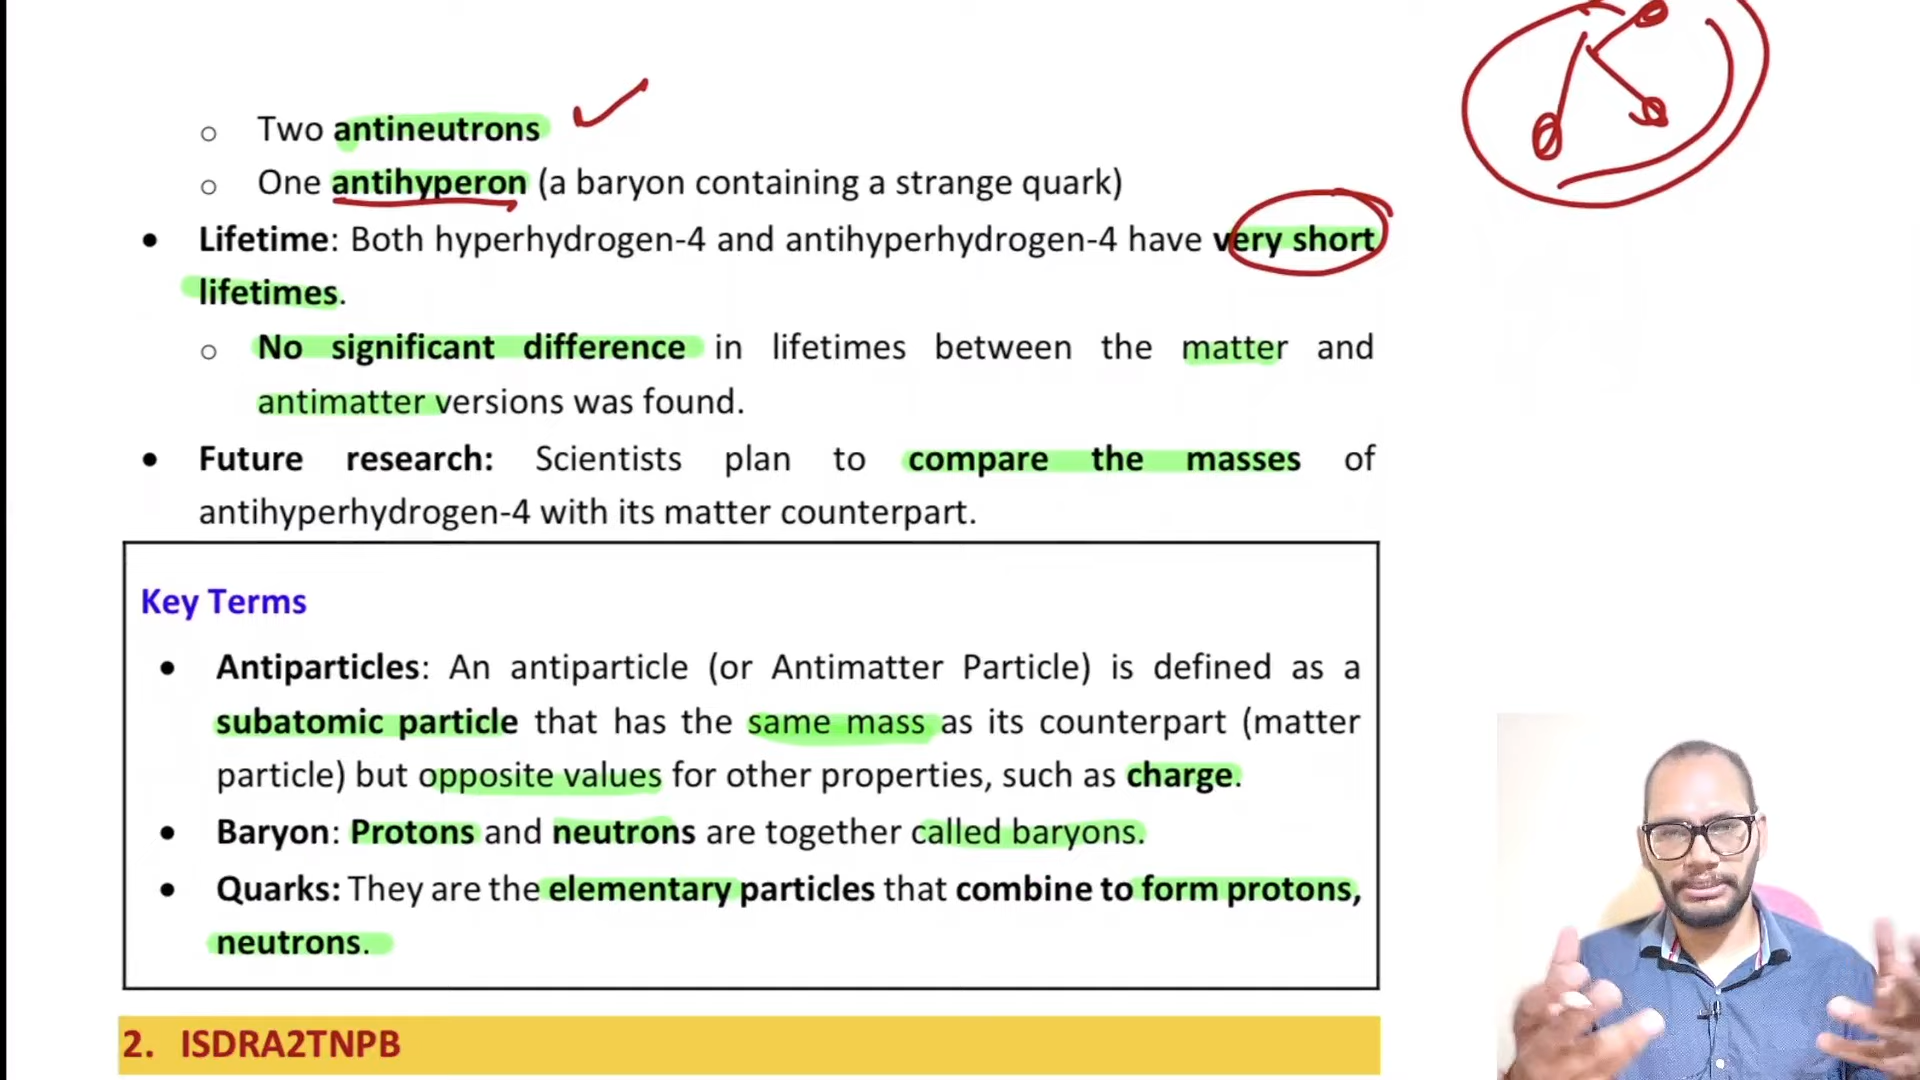 ○ Two antineutrons
○ One antihyperon (a baryon containing a strange quark)
● Lifetime: Both hyperhydrogen-4 and antihyperhydrogen-4 have very short
lifetimes.
○ No significant difference in lifetimes between the matter and
antimatter versions was found.
● Future research: Scientists plan to compare the masses of
antihyperhydrogen-4 with its matter counterpart.
Key Terms
● Antiparticles: An antiparticle (or Antimatter Particle) is defined as a
subatomic particle that has the same mass as its counterpart (matter
particle) but opposite values for other properties, such as charge.
● Baryon: Protons and neutrons are together called baryons.
● Quarks: They are the elementary particles that combine to form protons,
neutrons.
2. ISDRA2TNPB